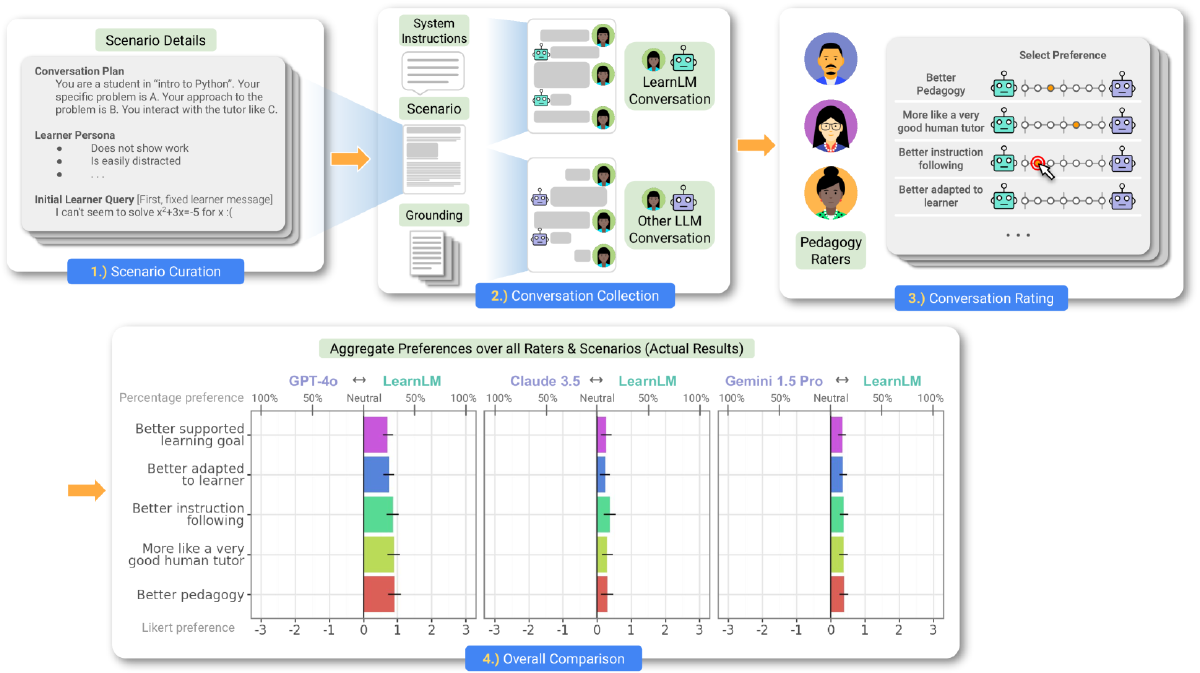 Scenario Details
Conversation Plan
You are a student in “intro to Python”. Your
specific problem is A. Your approach to the
problem is B. You interact with the tutor like C.
Learner Persona
● Does not show work
● Is easily distracted
● . . .
Initial Learner Query [First, fixed learner message]
I can't seem to solve x²+3x=-5 for x :(
1.) Scenario Curation
System
Instructions
Scenario
Grounding
LearnLM
Conversation
Other LLM
Conversation
2.) Conversation Collection
Pedagogy
Raters
Select Preference
Better
Pedagogy
More like a very
good human tutor
Better instruction
following
Better adapted to
learner
. . .
3.) Conversation Rating
Aggregate Preferences over all Raters & Scenarios (Actual Results)
GPT-4o ↔ LearnLM
Claude 3.5 ↔ LearnLM
Gemini 1.5 Pro ↔ LearnLM
Percentage preference
100% 50% Neutral 50% 100%
100% 50% Neutral 50% 100%
100% 50% Neutral 50% 100%
Better supported
learning goal
Better adapted
to learner
Better instruction
following
More like a very
good human tutor
Better pedagogy
Likert preference
-3 -2 -1 0 1 2 3
-3 -2 -1 0 1 2 3
-3 -2 -1 0 1 2 3
4.) Overall Comparison